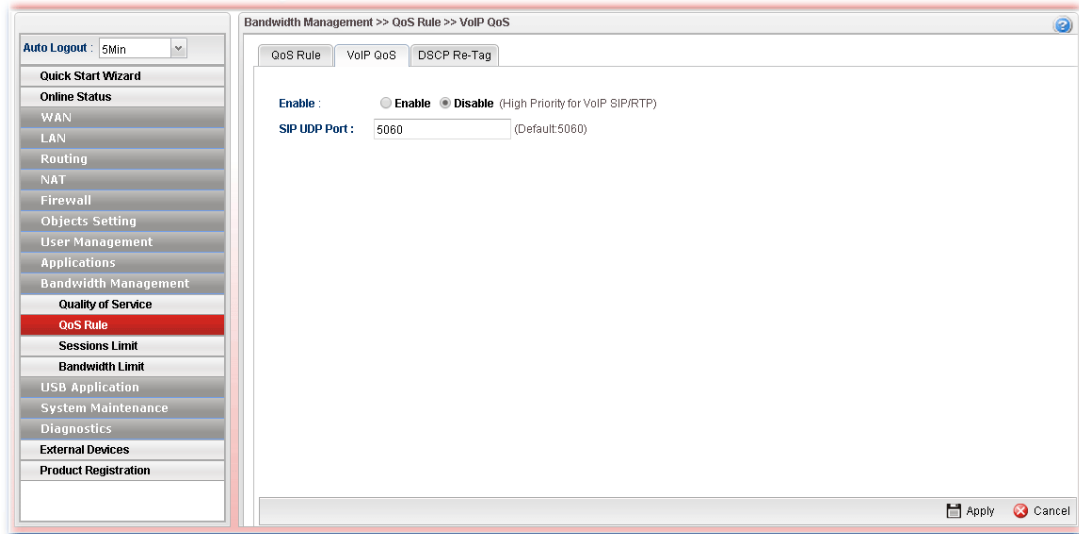 Bandwidth Management >> QoS Rule >> VoIP QoS
Auto Logout : 5Min
Quick Start Wizard
Online Status
WAN
LAN
Routing
NAT
Firewall
Objects Setting
User Management
Applications
Bandwidth Management
Quality of Service
QoS Rule
Sessions Limit
Bandwidth Limit
USB Application
System Maintenance
Diagnostics
External Devices
Product Registration
QoS Rule VoIP QoS DSCP Re-Tag
Enable : Enable Disable (High Priority for VoIP SIP/RTP)
SIP UDP Port : 5060 (Default:5060)
Apply Cancel